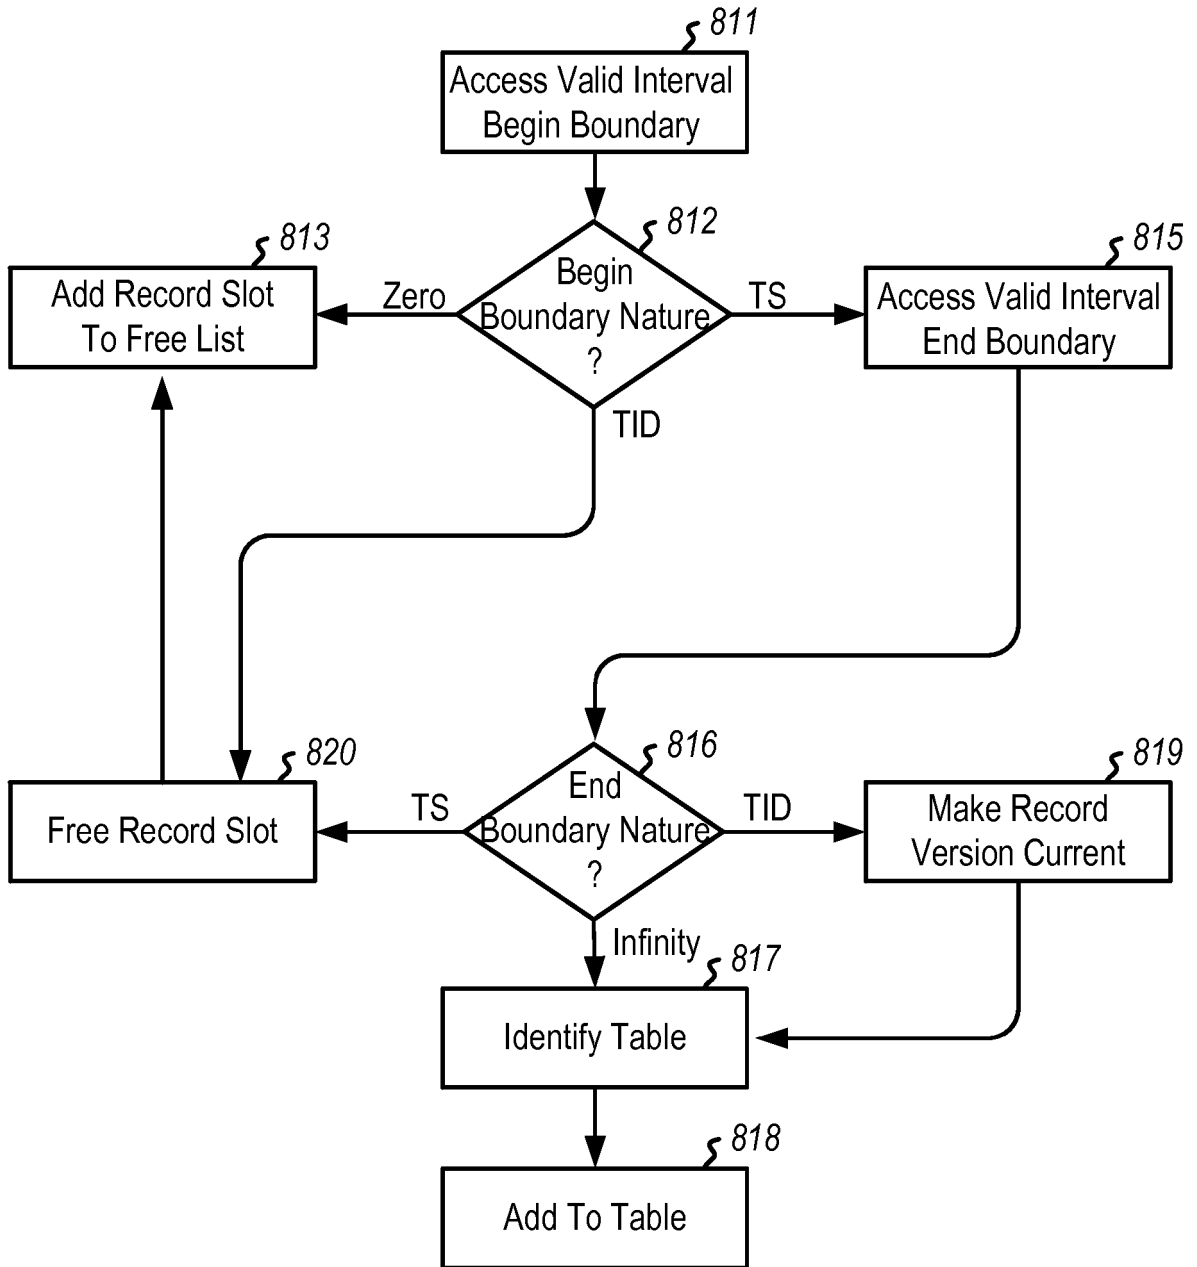 811
Access Valid Interval
Begin Boundary
812
Begin
Boundary Nature
?
813
Add Record Slot
To Free List
Zero
TS
815
Access Valid Interval
End Boundary
TID
816
End
Boundary Nature
?
820
Free Record Slot
TS
TID
819
Make Record
Version Current
Infinity
817
Identify Table
818
Add To Table